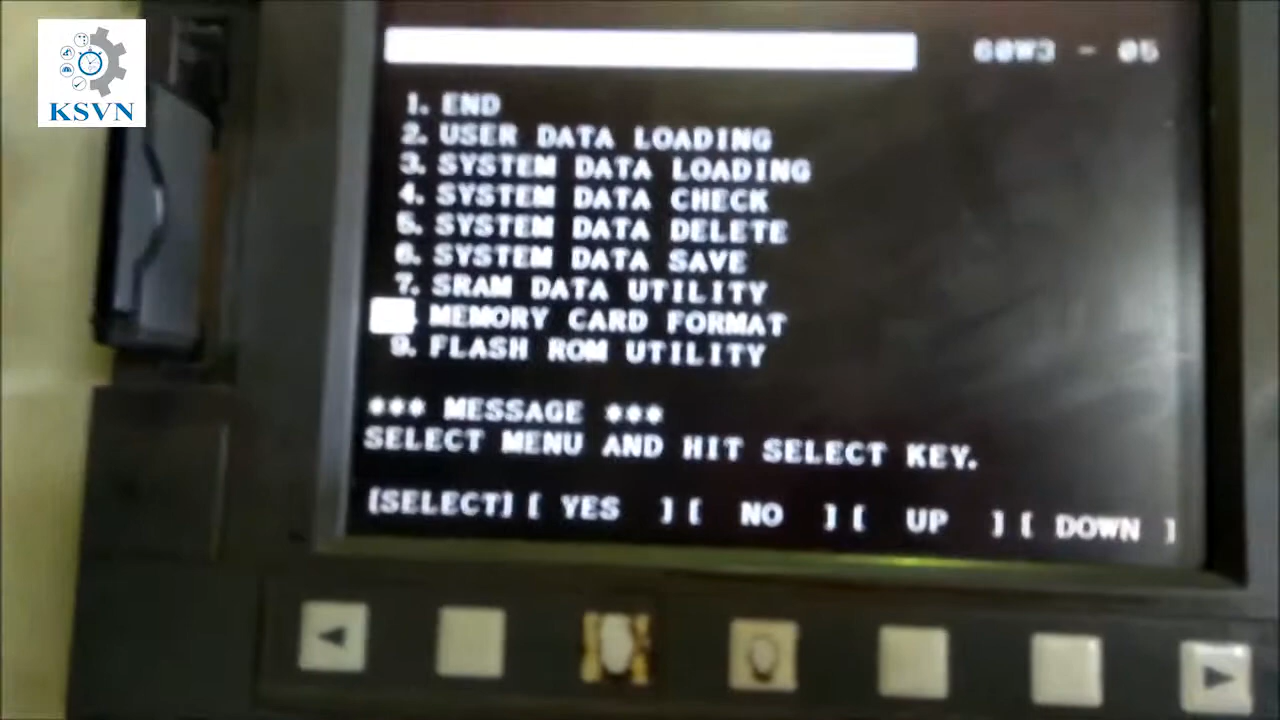 KSVN
60W3 - 05
1. END
2. USER DATA LOADING
3. SYSTEM DATA LOADING
4. SYSTEM DATA CHECK
5. SYSTEM DATA DELETE
6. SYSTEM DATA SAVE
7. SRAM DATA UTILITY
. MEMORY CARD FORMAT
9. FLASH ROM UTILITY
*** MESSAGE ***
SELECT MENU AND HIT SELECT KEY.
[SELECT] [ YES ] [ NO ] [ UP ] [ DOWN ]